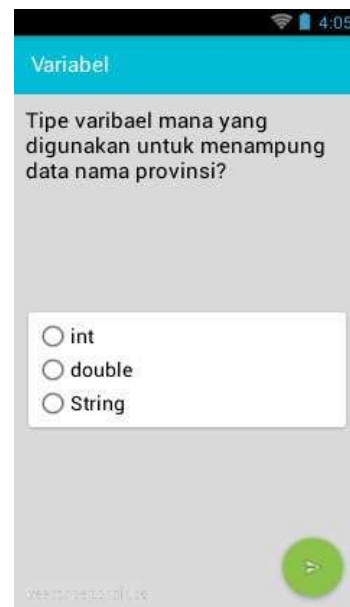 4:05
Variabel
Tipe varibael mana yang
digunakan untuk menampung
data nama provinsi?
int
double
String